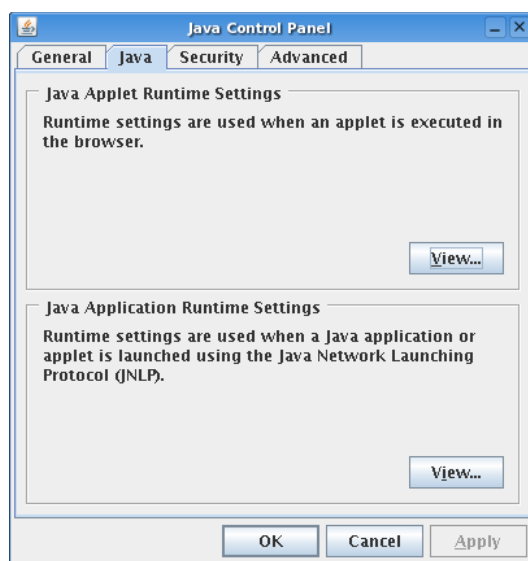 Java Control Panel
General Java Security Advanced
Java Applet Runtime Settings
Runtime settings are used when an applet is executed in
the browser.
View...
Java Application Runtime Settings
Runtime settings are used when a Java application or
applet is launched using the Java Network Launching
Protocol (JNLP).
View...
OK Cancel Apply